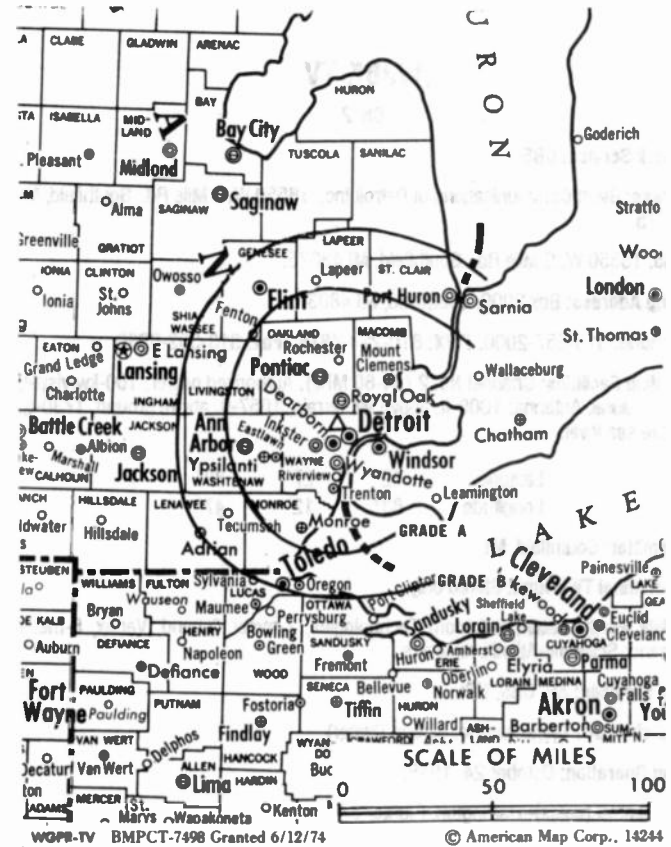 CLARE GLADWIN ARENAC
HURON
HURON
BAY
ISABELLA MID-
LAND
Bay City
Goderich
Pleasant
Midland
TUSCOLA SANILAC
Alma SAGINAW Saginaw
Stratfo
Greenville
GRATIOT
GENESEE LAPEER
Woo
IONIA CLINTON Owosso Lapeer ST. CLAIR
London
Ionia St.
Johns
Flint Port Huron Sarnia
SHIA
WASSEE Fenton
St. Thomas
EATON E Lansing OAKLAND MACOMB
Grand Ledge Rochester Mount
Clemens
Lansing Pontiac
Wallaceburg
Charlotte
INGHAM LIVINGSTON Dearborn Royal Oak
Battle Creek JACKSON Ann
Arbor Inkster Detroit
Chatham
Albion Eastlawn
Marshall Jackson Ypsilanti WAYNE Windsor
CALHOUN WASHTENAW Riverview Wyandotte
Trenton Leamington
HILLSDALE LENAWEE MONROE
ldwater Hillsdale Tecumseh Monroe
GRADE A
LAKE
Adrian
Toledo
STEUBEN WILLIAMS FULTON Sylvania Oregon
GRADE B
Cleveland
Painesville
LAKE
Wauseon LUCAS OTTAWA Port Clinton
Bryan Maumee Perrysburg Sandusky Sheffield
Lake
Euclid
DE KALB HENRY Bowling
Green SANDUSKY Lorain Cleveland
Auburn DEFIANCE Napoleon Fremont Huron Amherst CUYAHOGA
ERIE
Defiance WOOD Oberlin Elyria Parma
Fort
Wayne PAULDING PUTNAM SENECA Bellevue LORAIN MEDINA Cuyahoga
Falls
Paulding Fostoria Tiffin Norwalk Akron
Findlay HURON
Willard Barberton
VAN WERT Delphos HANCOCK
Decatur Van Wert ALLEN
Lima HARDIN
SCALE OF MILES
ADAMS MERCER St.
Marys Wapakoneta Kenton
0 50 100
WGPR-TV BMPCT-7498 Granted 6/12/74 © American Map Corp., 14244